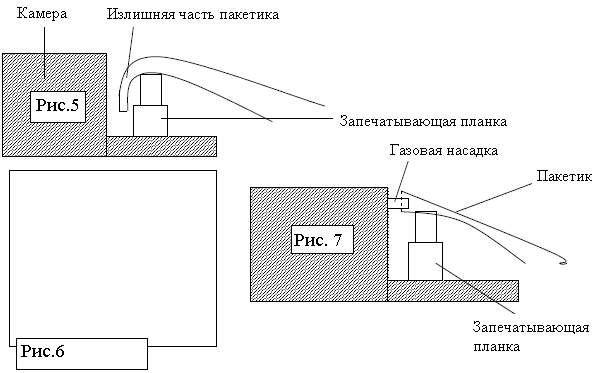 Камера
Излишняя часть пакетика
Рис.5
Запечатывающая планка
Газовая насадка
Пакетик
Рис. 7
Запечатывающая
планка
Рис.6